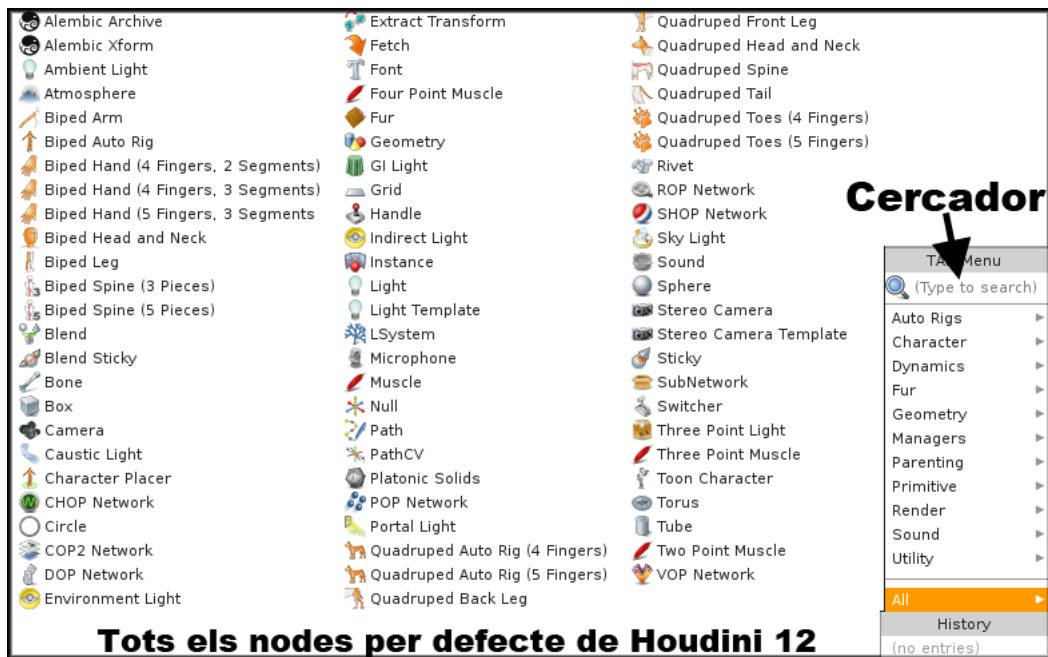 Alembic Archive
Alembic Xform
Ambient Light
Atmosphere
Biped Arm
Biped Auto Rig
Biped Hand (4 Fingers, 2 Segments)
Biped Hand (4 Fingers, 3 Segments)
Biped Hand (5 Fingers, 3 Segments
Biped Head and Neck
Biped Leg
Biped Spine (3 Pieces)
Biped Spine (5 Pieces)
Blend
Blend Sticky
Bone
Box
Camera
Caustic Light
Character Placer
CHOP Network
Circle
COP2 Network
DOP Network
Environment Light
Extract Transform
Fetch
Font
Four Point Muscle
Fur
Geometry
GI Light
Grid
Handle
Indirect Light
Instance
Light
Light Template
LSystem
Microphone
Muscle
Null
Path
PathCV
Platonic Solids
POP Network
Portal Light
Quadruped Auto Rig (4 Fingers)
Quadruped Auto Rig (5 Fingers)
Quadruped Back Leg
Quadruped Front Leg
Quadruped Head and Neck
Quadruped Spine
Quadruped Tail
Quadruped Toes (4 Fingers)
Quadruped Toes (5 Fingers)
Rivet
ROP Network
SHOP Network
Sky Light
Sound
Sphere
Stereo Camera
Stereo Camera Template
Sticky
SubNetwork
Switcher
Three Point Light
Three Point Muscle
Toon Character
Torus
Tube
Two Point Muscle
VOP Network
Cercador
TAB Menu
(Type to search)
Auto Rigs
Character
Dynamics
Fur
Geometry
Managers
Parenting
Primitive
Render
Sound
Utility
All
History
(no entries)
Tots els nodes per defecte de Houdini 12